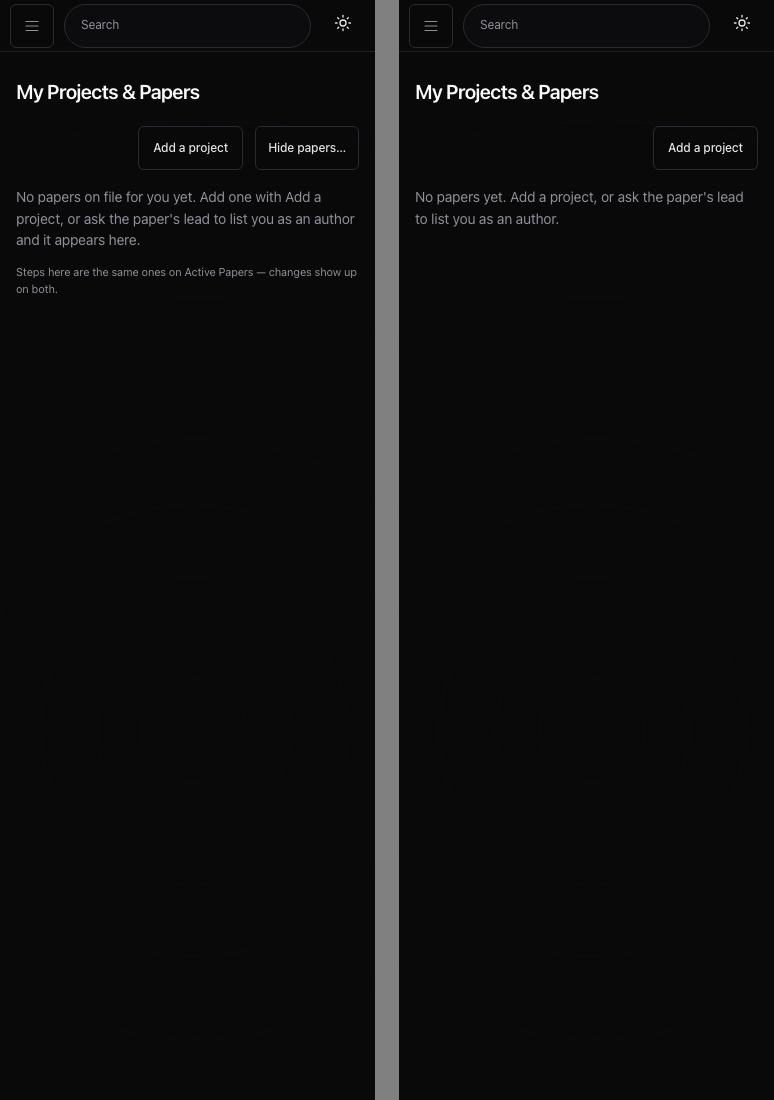 Search
My Projects & Papers
Add a project
Hide papers...
No papers on file for you yet. Add one with Add a
project, or ask the paper's lead to list you as an author
and it appears here.
Steps here are the same ones on Active Papers — changes show up
on both.
Search
My Projects & Papers
Add a project
No papers yet. Add a project, or ask the paper's lead
to list you as an author.